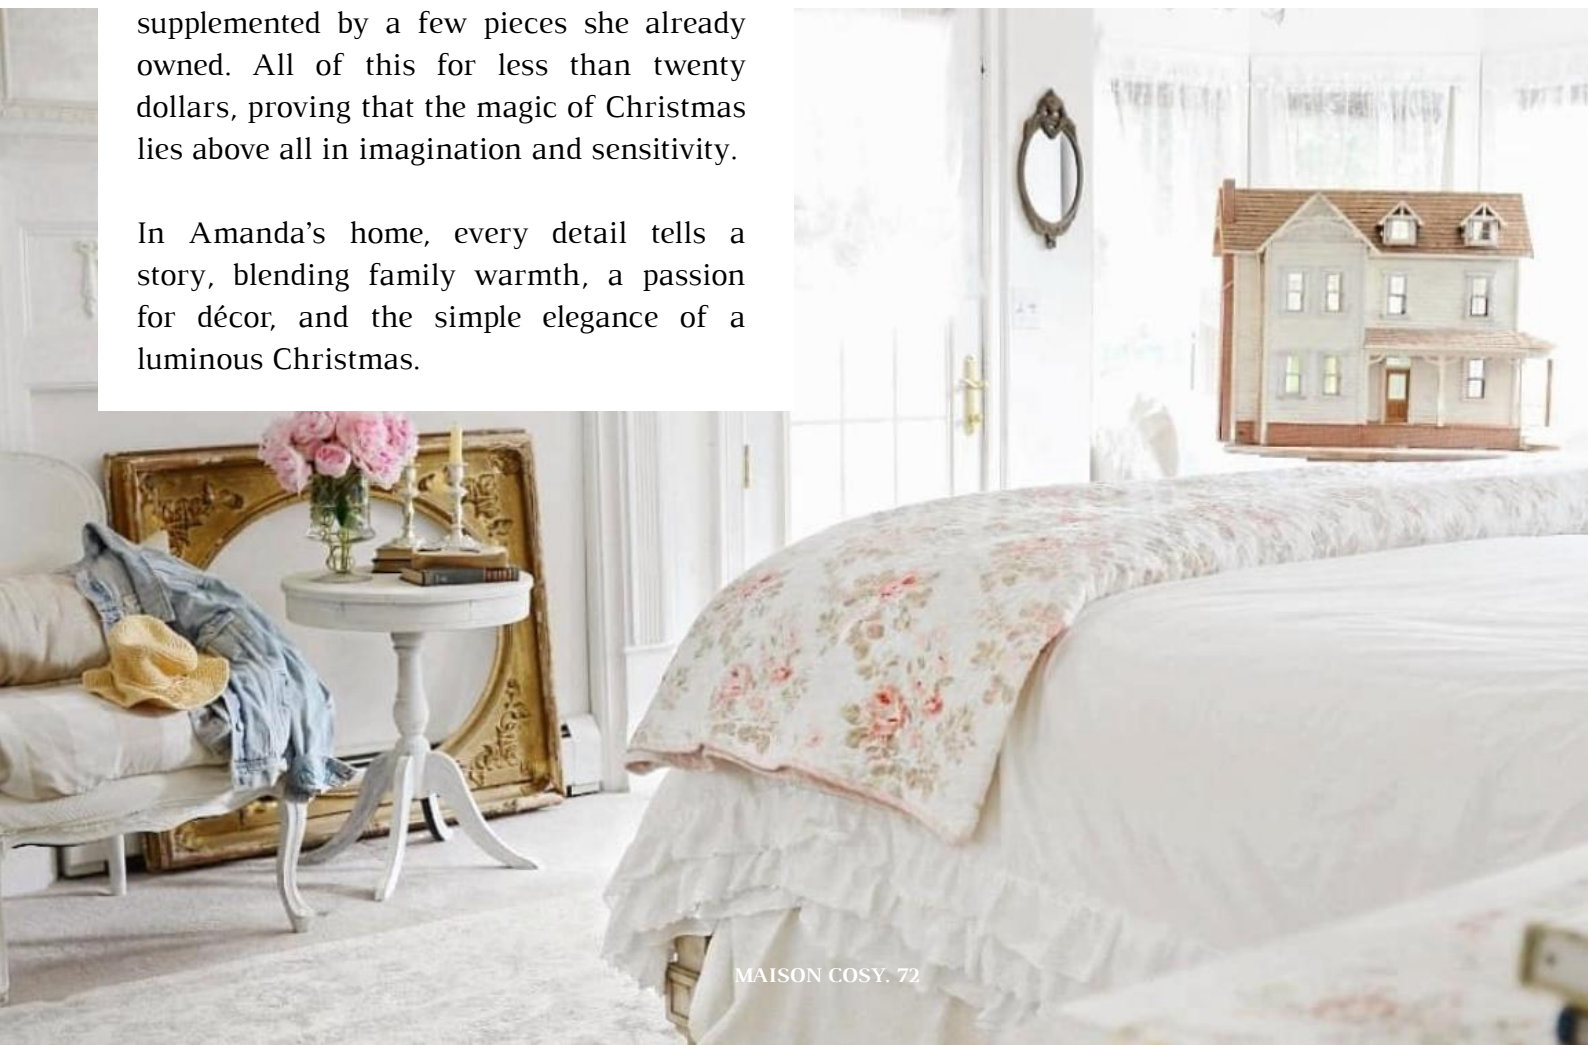 supplemented by a few pieces she already
owned. All of this for less than twenty
dollars, proving that the magic of Christmas
lies above all in imagination and sensitivity.
In Amanda’s home, every detail tells a
story, blending family warmth, a passion
for décor, and the simple elegance of a
luminous Christmas.
MAISON COSY. 72